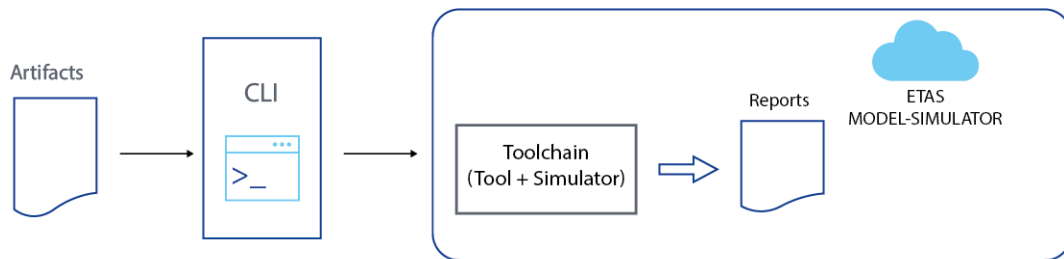 Artifacts
CLI
>_
Toolchain
(Tool + Simulator)
Reports
ETAS
MODEL-SIMULATOR